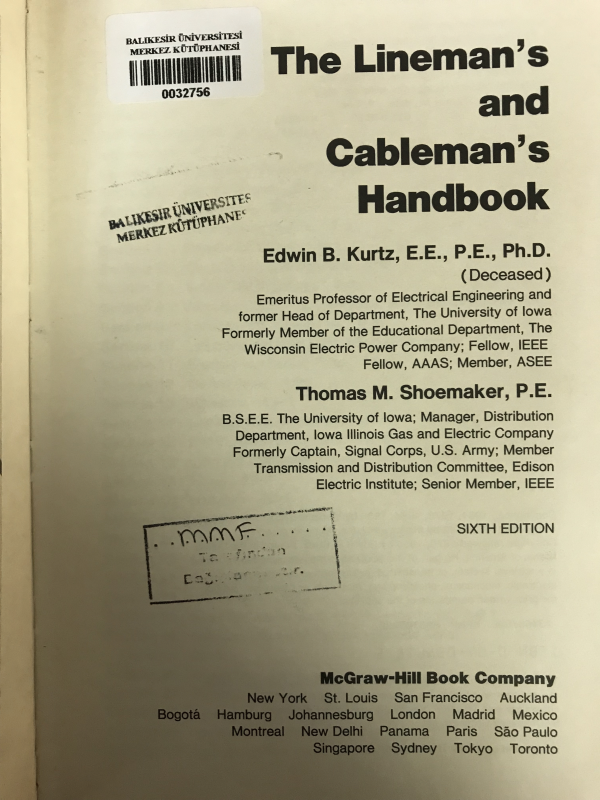 BALIKESİR ÜNİVERSİTESİ
MERKEZ KÜTÜPHANESİ
0032756
The Lineman's
and
Cableman's
Handbook
BALIKESİR ÜNİVERSİTES
MERKEZ KÜTÜPHANE
Edwin B. Kurtz, E.E., P.E., Ph.D.
(Deceased)
Emeritus Professor of Electrical Engineering and
former Head of Department, The University of Iowa
Formerly Member of the Educational Department, The
Wisconsin Electric Power Company; Fellow, IEEE
Fellow, AAAS; Member, ASEE
Thomas M. Shoemaker, P.E.
B.S.E.E. The University of Iowa; Manager, Distribution
Department, Iowa Illinois Gas and Electric Company
Formerly Captain, Signal Corps, U.S. Army; Member
Transmission and Distribution Committee, Edison
Electric Institute; Senior Member, IEEE
SIXTH EDITION
MMF
McGraw-Hill Book Company
New York St. Louis San Francisco Auckland
Bogotá Hamburg Johannesburg London Madrid Mexico
Montreal New Delhi Panama Paris São Paulo
Singapore Sydney Tokyo Toronto